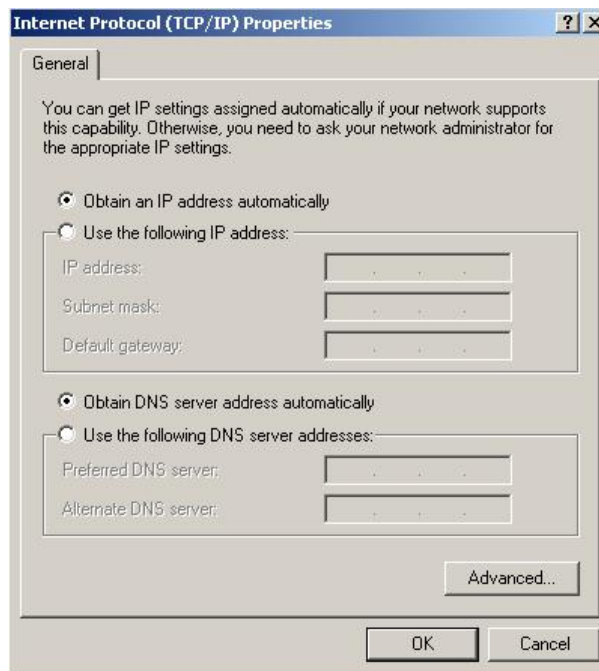 Internet Protocol (TCP/IP) Properties
General
You can get IP settings assigned automatically if your network supports
this capability. Otherwise, you need to ask your network administrator for
the appropriate IP settings.
Obtain an IP address automatically
Use the following IP address:
IP address:
Subnet mask:
Default gateway:
Obtain DNS server address automatically
Use the following DNS server addresses:
Preferred DNS server:
Alternate DNS server:
Advanced...
OK Cancel